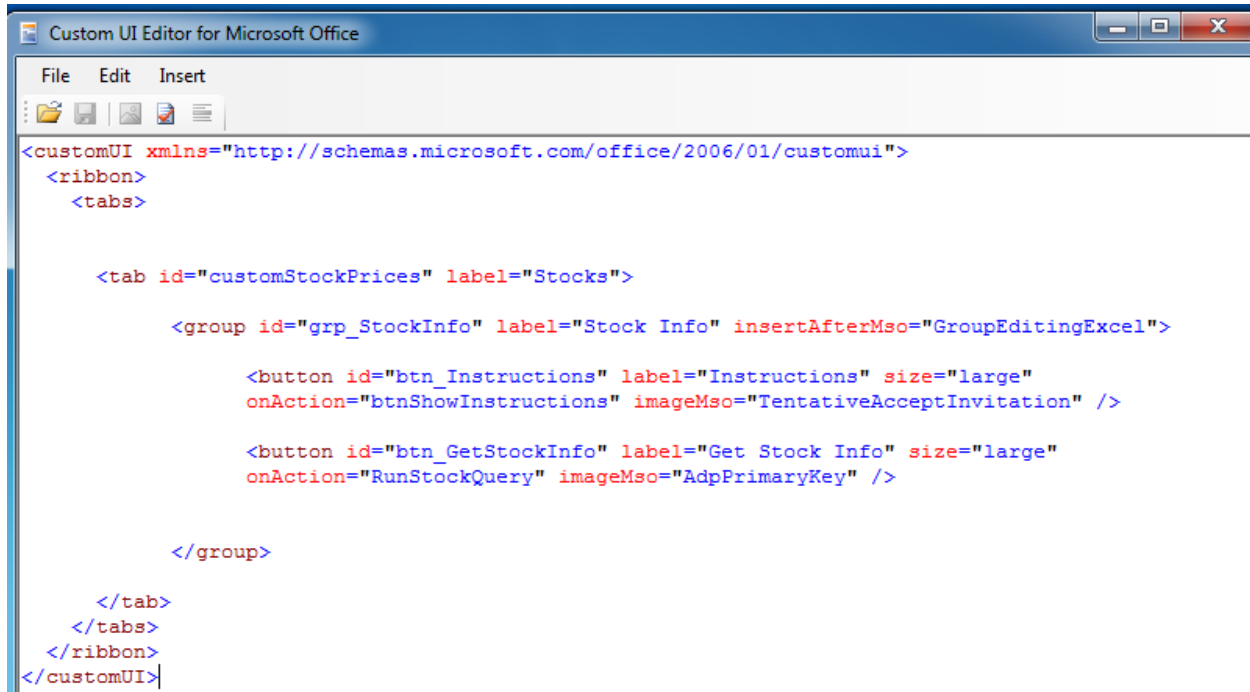 Custom UI Editor for Microsoft Office
File Edit Insert
<customUI xmlns="http://schemas.microsoft.com/office/2006/01/customui">
<ribbon>
<tabs>
<tab id="customStockPrices" label="Stocks">
<group id="grp_StockInfo" label="Stock Info" insertAfterMso="GroupEditingExcel">
<button id="btn_Instructions" label="Instructions" size="large"
onAction="btnShowInstructions" imageMso="TentativeAcceptInvitation" />
<button id="btn_GetStockInfo" label="Get Stock Info" size="large"
onAction="RunStockQuery" imageMso="AdpPrimaryKey" />
</group>
</tab>
</tabs>
</ribbon>
</customUI>